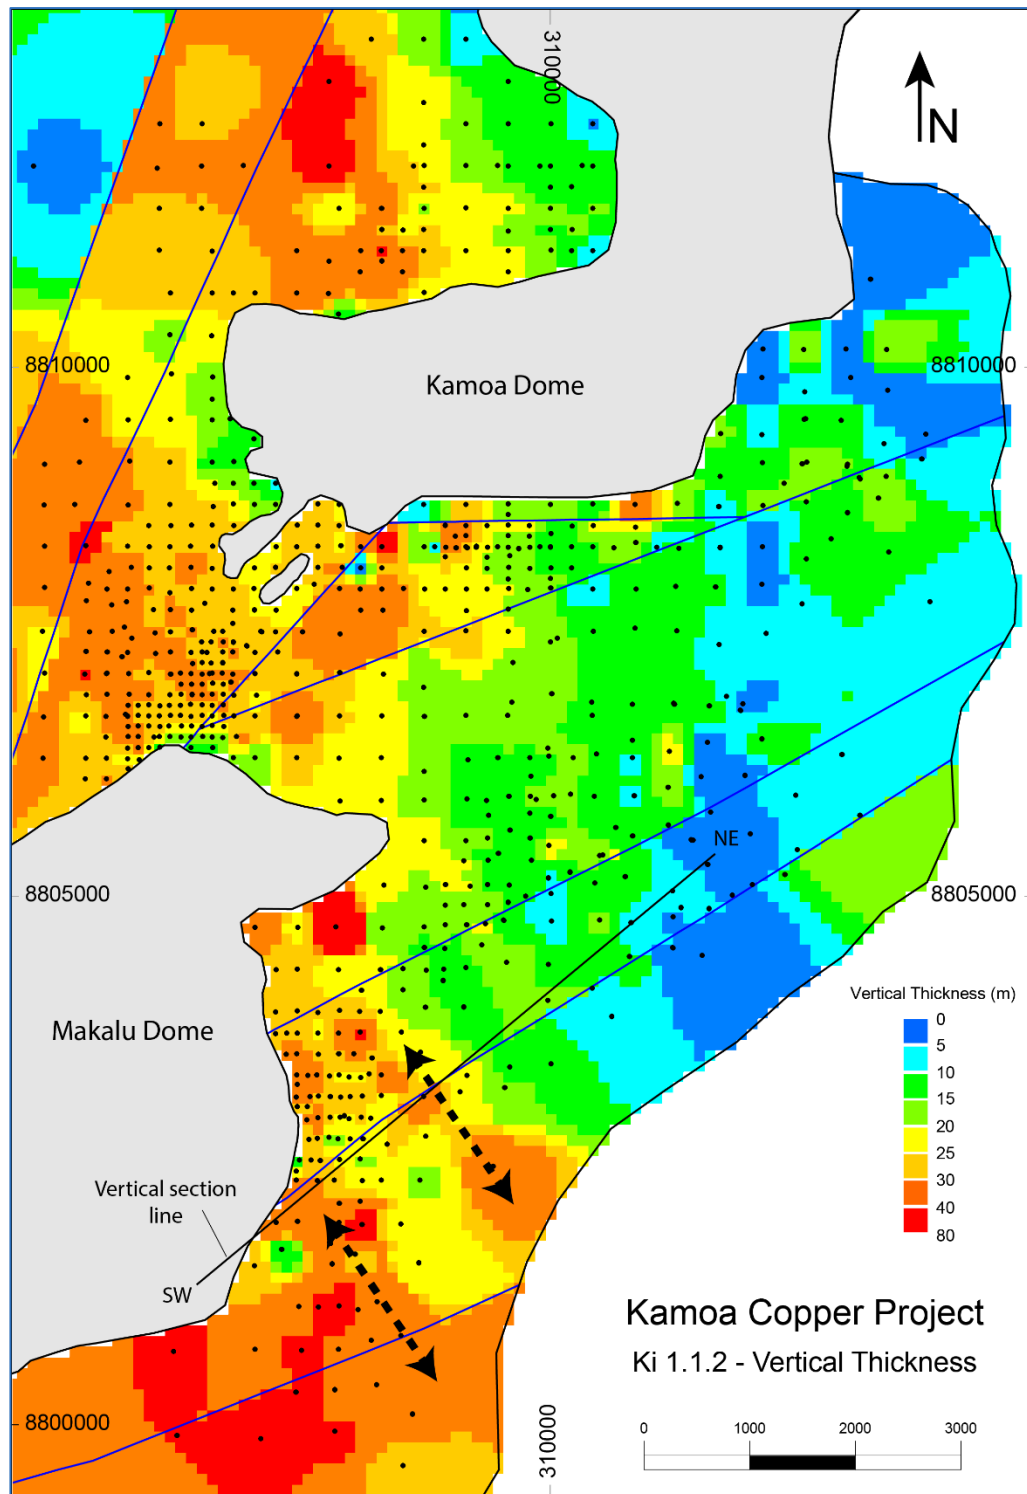 310000
N
8810000
8810000
Kamoa Dome
NE
8805000
8805000
Makalu Dome
Vertical Thickness (m)
0
5
10
15
20
25
30
40
80
Vertical section
line
SW
Kamoa Copper Project
Ki 1.1.2 - Vertical Thickness
8800000
310000
0
1000
2000
3000